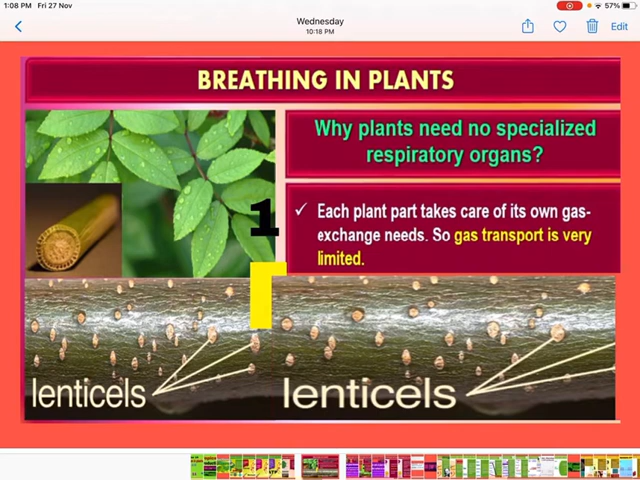 1:08 PM Fri 27 Nov
57%
Wednesday
10:18 PM
Edit
BREATHING IN PLANTS
Why plants need no specialized
respiratory organs?
1
✓ Each plant part takes care of its own gas-
exchange needs. So gas transport is very
limited.
lenticels
lenticels